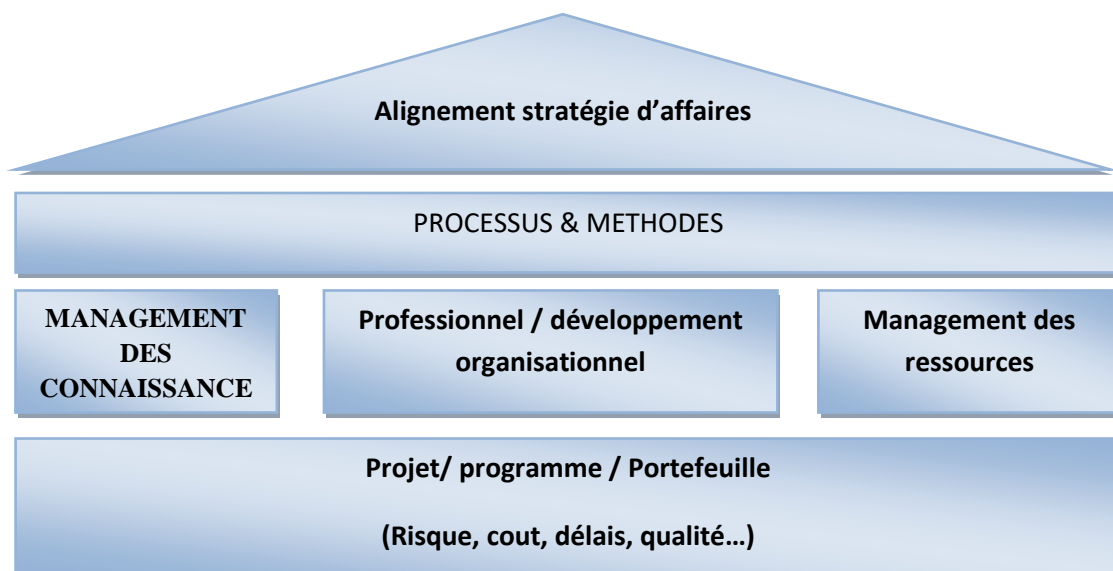 Alignement stratégie d’affaires
PROCESSUS & METHODES
MANAGEMENT
DES
CONNAISSANCE
Professionnel / développement
organisationnel
Management des
ressources
Projet/ programme / Portefeuille
(Risque, cout, délais, qualité…)